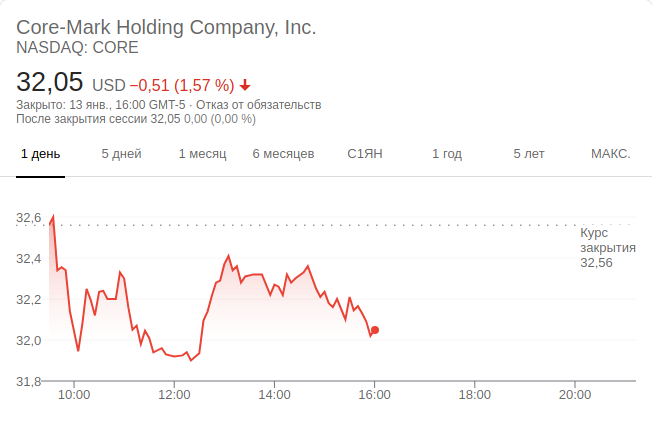 Core-Mark Holding Company, Inc.
NASDAQ: CORE
32,05 USD −0,51 (1,57 %)
Закрыто: 13 янв., 16:00 GMT-5 · Отказ от обязательств
После закрытия сессии 32,05 0,00 (0,00 %)
1 день 5 дней 1 месяц 6 месяцев С1ЯН 1 год 5 лет МАКС.
32,6
Курс
закрытия
32,56
32,4
32,2
32,0
31,8
10:00 12:00 14:00 16:00 18:00 20:00